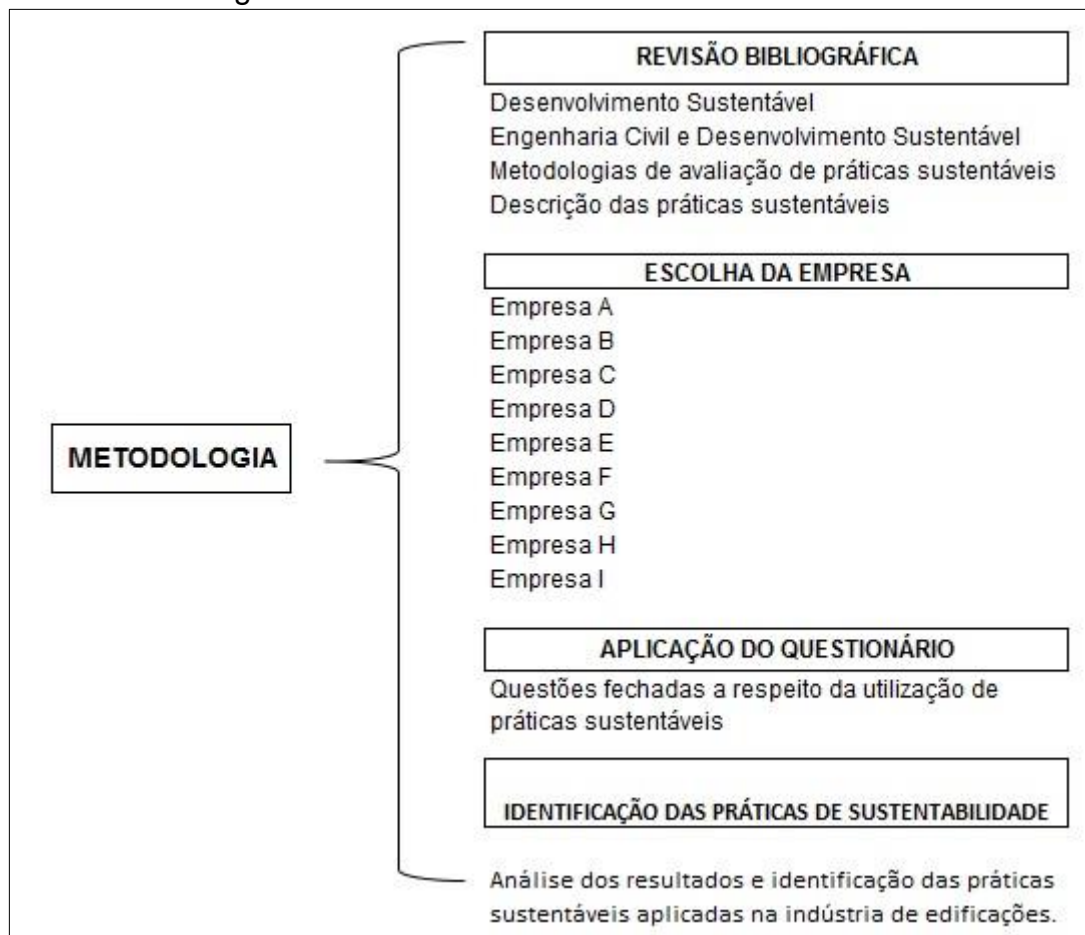 REVISÃO BIBLIOGRÁFICA
Desenvolvimento Sustentável
Engenharia Civil e Desenvolvimento Sustentável
Metodologias de avaliação de práticas sustentáveis
Descrição das práticas sustentáveis
ESCOLHA DA EMPRESA
Empresa A
Empresa B
Empresa C
Empresa D
Empresa E
Empresa F
Empresa G
Empresa H
Empresa I
METODOLOGIA
APLICAÇÃO DO QUESTIONÁRIO
Questões fechadas a respeito da utilização de
práticas sustentáveis
IDENTIFICAÇÃO DAS PRÁTICAS DE SUSTENTABILIDADE
Análise dos resultados e identificação das práticas
sustentáveis aplicadas na indústria de edificações.